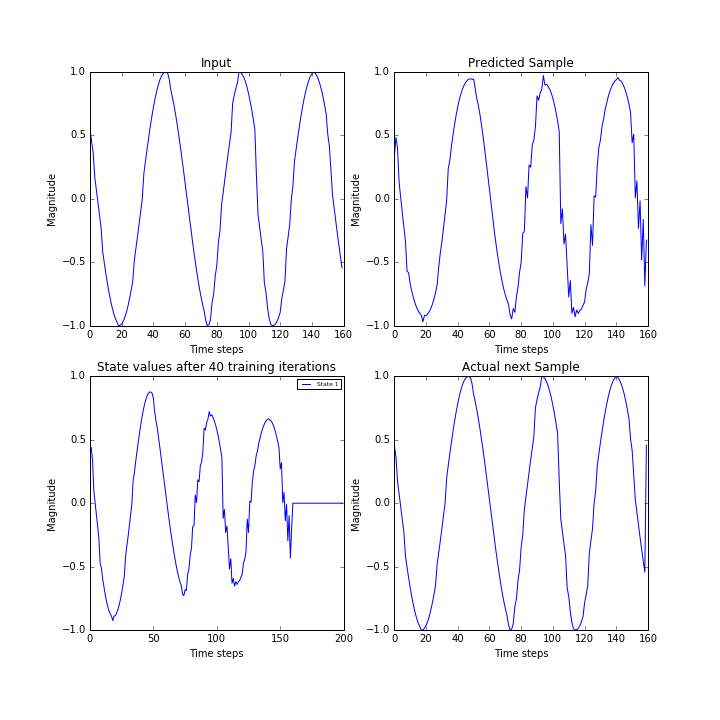 Input
1.0
0.5
0.0
−0.5
−1.0
Magnitude
0 20 40 60 80 100 120 140 160
Time steps
Predicted Sample
1.0
0.5
0.0
−0.5
−1.0
Magnitude
0 20 40 60 80 100 120 140 160
Time steps
State values after 40 training iterations
State 1
1.0
0.5
0.0
−0.5
−1.0
Magnitude
0 50 100 150 200
Time steps
Actual next Sample
1.0
0.5
0.0
−0.5
−1.0
Magnitude
0 20 40 60 80 100 120 140 160
Time steps